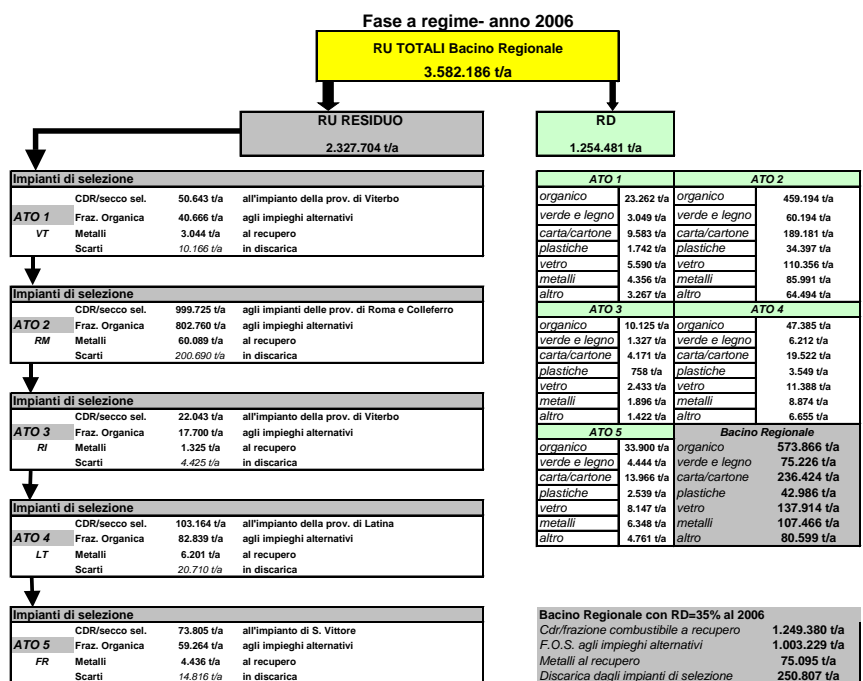 Fase a regime- anno 2006
RU TOTALI Bacino Regionale
3.582.186 t/a
RU RESIDUO
2.327.704 t/a
RD
1.254.481 t/a
Impianti di selezione
CDR/secco sel. 50.643 t/a all'impianto della prov. di Viterbo
ATO 1 Fraz. Organica 40.666 t/a agli impieghi alternativi
VT Metalli 3.044 t/a al recupero
Scarti 10.166 t/a in discarica
Impianti di selezione
CDR/secco sel. 999.725 t/a agli impianti delle prov. di Roma e Colleferro
ATO 2 Fraz. Organica 802.760 t/a agli impieghi alternativi
RM Metalli 60.089 t/a al recupero
Scarti 200.690 t/a in discarica
Impianti di selezione
CDR/secco sel. 22.043 t/a all'impianto della prov. di Viterbo
ATO 3 Fraz. Organica 17.700 t/a agli impieghi alternativi
RI Metalli 1.325 t/a al recupero
Scarti 4.425 t/a in discarica
Impianti di selezione
CDR/secco sel. 103.164 t/a all'impianto della prov. di Latina
ATO 4 Fraz. Organica 82.839 t/a agli impieghi alternativi
LT Metalli 6.201 t/a al recupero
Scarti 20.710 t/a in discarica
Impianti di selezione
CDR/secco sel. 73.805 t/a all'impianto di S. Vittore
ATO 5 Fraz. Organica 59.264 t/a agli impieghi alternativi
FR Metalli 4.436 t/a al recupero
Scarti 14.816 t/a in discarica
ATO 1 ATO 2
organico 23.262 t/a organico 459.194 t/a
verde e legno 3.049 t/a verde e legno 60.194 t/a
carta/cartone 9.583 t/a carta/cartone 189.181 t/a
plastiche 1.742 t/a plastiche 34.397 t/a
vetro 5.590 t/a vetro 110.356 t/a
metalli 4.356 t/a metalli 85.991 t/a
altro 3.267 t/a altro 64.494 t/a
ATO 3 ATO 4
organico 10.125 t/a organico 47.385 t/a
verde e legno 1.327 t/a verde e legno 6.212 t/a
carta/cartone 4.171 t/a carta/cartone 19.522 t/a
plastiche 758 t/a plastiche 3.549 t/a
vetro 2.433 t/a vetro 11.388 t/a
metalli 1.896 t/a metalli 8.874 t/a
altro 1.422 t/a altro 6.655 t/a
ATO 5 Bacino Regionale
organico 33.900 t/a organico 573.866 t/a
verde e legno 4.444 t/a verde e legno 75.226 t/a
carta/cartone 13.966 t/a carta/cartone 236.424 t/a
plastiche 2.539 t/a plastiche 42.986 t/a
vetro 8.147 t/a vetro 137.914 t/a
metalli 6.348 t/a metalli 107.466 t/a
altro 4.761 t/a altro 80.599 t/a
Bacino Regionale con RD=35% al 2006
Cdr/frazione combustibile a recupero 1.249.380 t/a
F.O.S. agli impieghi alternativi 1.003.229 t/a
Metalli al recupero 75.095 t/a
Discarica dagli impianti di selezione 250.807 t/a